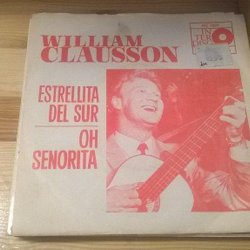 WILLIAM
CLAUSSON
ESTRELLITA
DEL SUR
OH
SENORITA